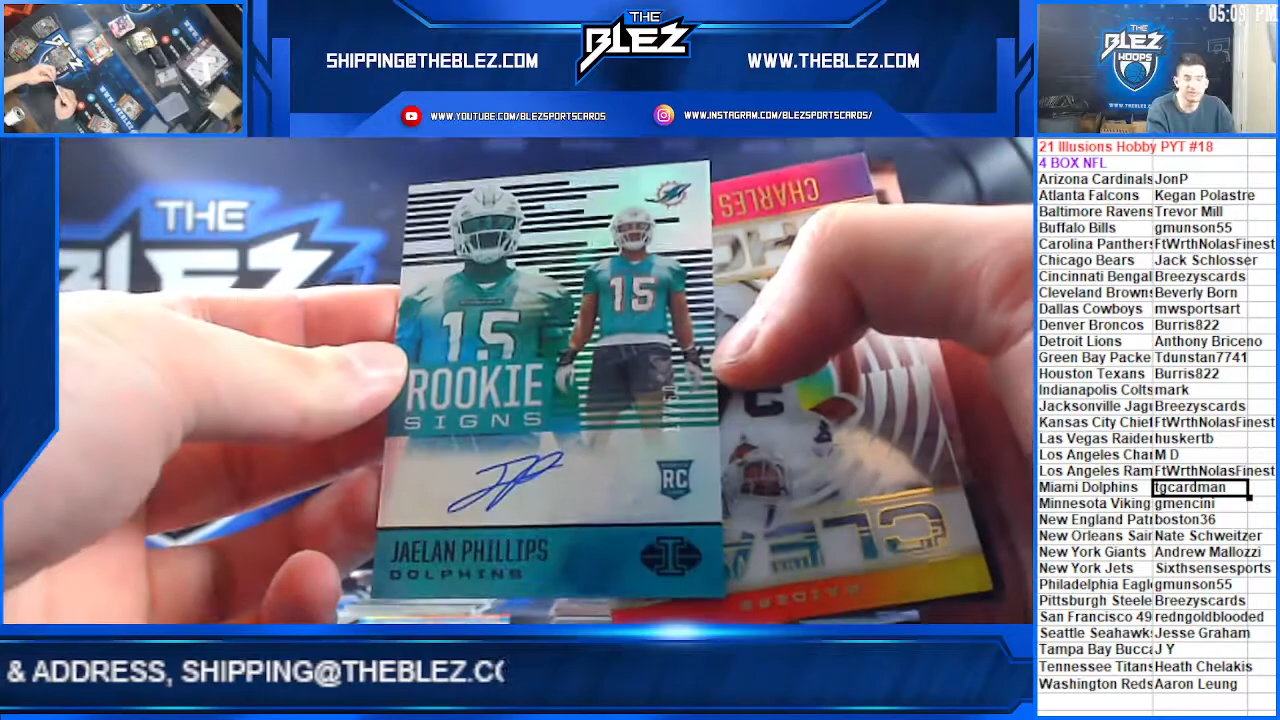 05:09 PM
THE
BLEZ
SHIPPING@THEBLEZ.COM
WWW.THEBLEZ.COM
WWW.YOUTUBE.COM/BLEZSPORTSCARDS
WWW.INSTAGRAM.COM/BLEZSPORTSCARDS/
THE
BLEZ
HOOPS
THE
BLEZ
15
15
ROOKIE
SIGNS
RC
JAELAN PHILLIPS
DOLPHINS
CHARLES
RAIDERS
& ADDRESS, SHIPPING@THEBLEZ.CO
21 Illusions Hobby PYT #18
4 BOX NFL
Arizona Cardinals JonP
Atlanta Falcons Kegan Polastre
Baltimore Ravens Trevor Mill
Buffalo Bills gmunson55
Carolina Panthers FtWrthNolasFinest
Chicago Bears Jack Schlosser
Cincinnati Bengal Breezyscards
Cleveland Browns Beverly Born
Dallas Cowboys mwsportsart
Denver Broncos Burris822
Detroit Lions Anthony Briceno
Green Bay Packe Tdunstan7741
Houston Texans Burris822
Indianapolis Colts mark
Jacksonville Jagu Breezyscards
Kansas City Chief FtWrthNolasFinest
Las Vegas Raider huskertb
Los Angeles Cha M D
Los Angeles Ram FtWrthNolasFinest
Miami Dolphins tgcardman
Minnesota Viking gmencini
New England Patr boston36
New Orleans Sain Nate Schweitzer
New York Giants Andrew Mallozzi
New York Jets Sixthsensesports
Philadelphia Eagl gmunson55
Pittsburgh Steele Breezyscards
San Francisco 49 redngoldblooded
Seattle Seahawk Jesse Graham
Tampa Bay Bucca J Y
Tennessee Titans Heath Chelakis
Washington Reds Aaron Leung